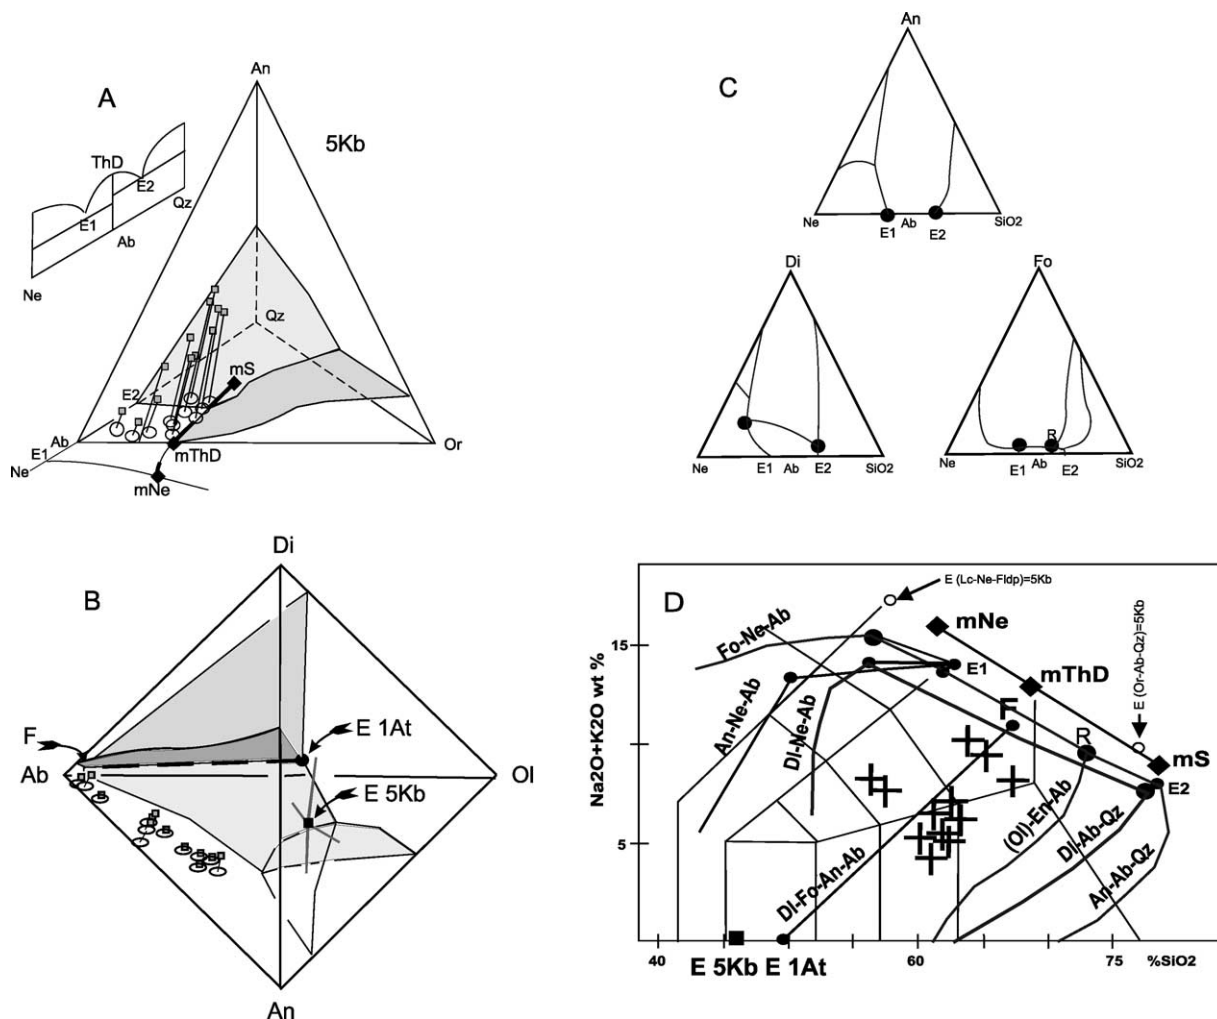 A
An
5Kb
ThD
E2
Qz
E1
Ab
Ne
Qz
mS
E2
Ab
Or
E1
Ne
mThD
mNe
C
An
Ne
E1
Ab
E2
SiO2
Di
Ne
E1
Ab
E2
SiO2
Fo
R
Ne
E1
Ab
E2
SiO2
B
Di
F
E 1At
Ab
Ol
E 5Kb
An
D
E (Lc-Ne-Fldp)=5Kb
mNe
E (Or-Ab-Qz)=5Kb
Fo-Ne-Ab
E1
mThD
An-Ne-Ab
DI-Ne-Ab
F
R
mS
E2
(Ol)-En-Ab
DI-Ab-Qz
An-Ab-Qz
DI-Fo-An-Ab
Na2O+K2O wt %
15
5
40
E 5Kb E 1At
60
75
%SiO2